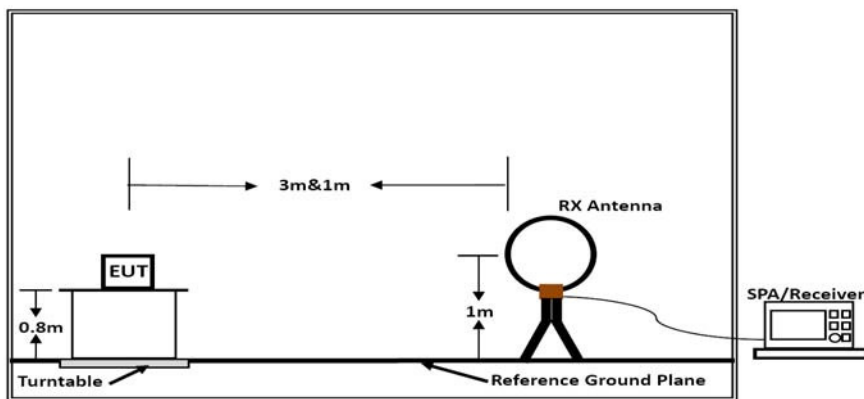 3m&1m
RX Antenna
EUT
SPA/Receiver
0.8m
1m
Turntable
Reference Ground Plane